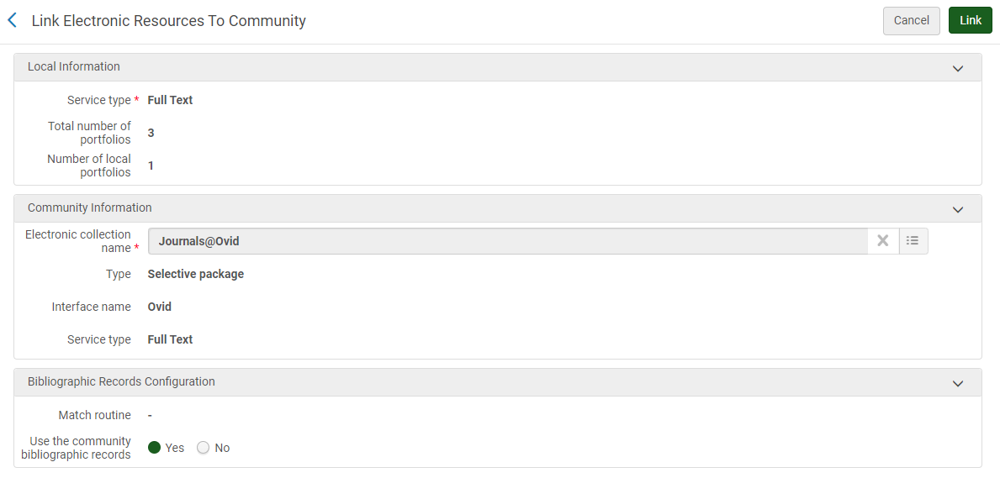 Link Electronic Resources To Community
Cancel
Link
Local Information
Service type * Full Text
Total number of
portfolios
3
Number of local
portfolios
1
Community Information
Electronic collection
name *
Journals@Ovid
Type Selective package
Interface name Ovid
Service type Full Text
Bibliographic Records Configuration
Match routine -
Use the community
bibliographic records
Yes No